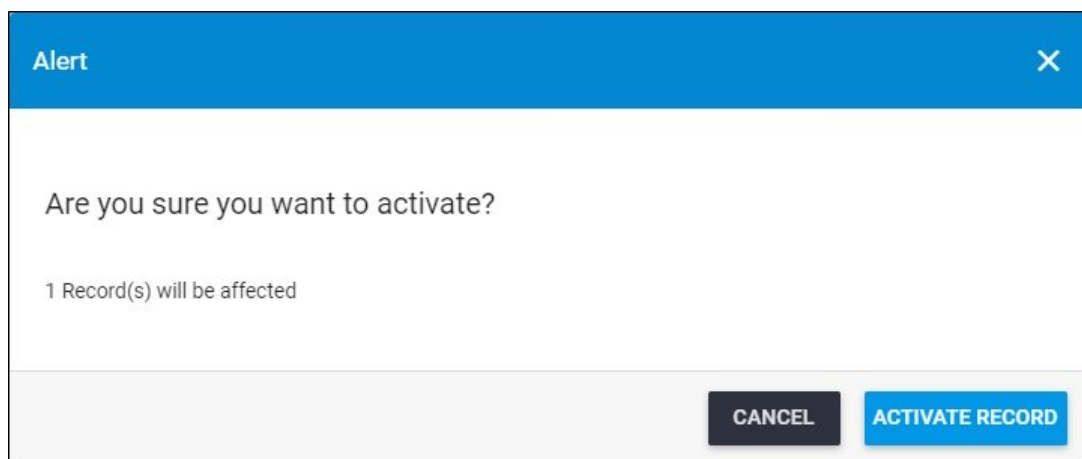 Alert
Are you sure you want to activate?
1 Record(s) will be affected
CANCEL
ACTIVATE RECORD